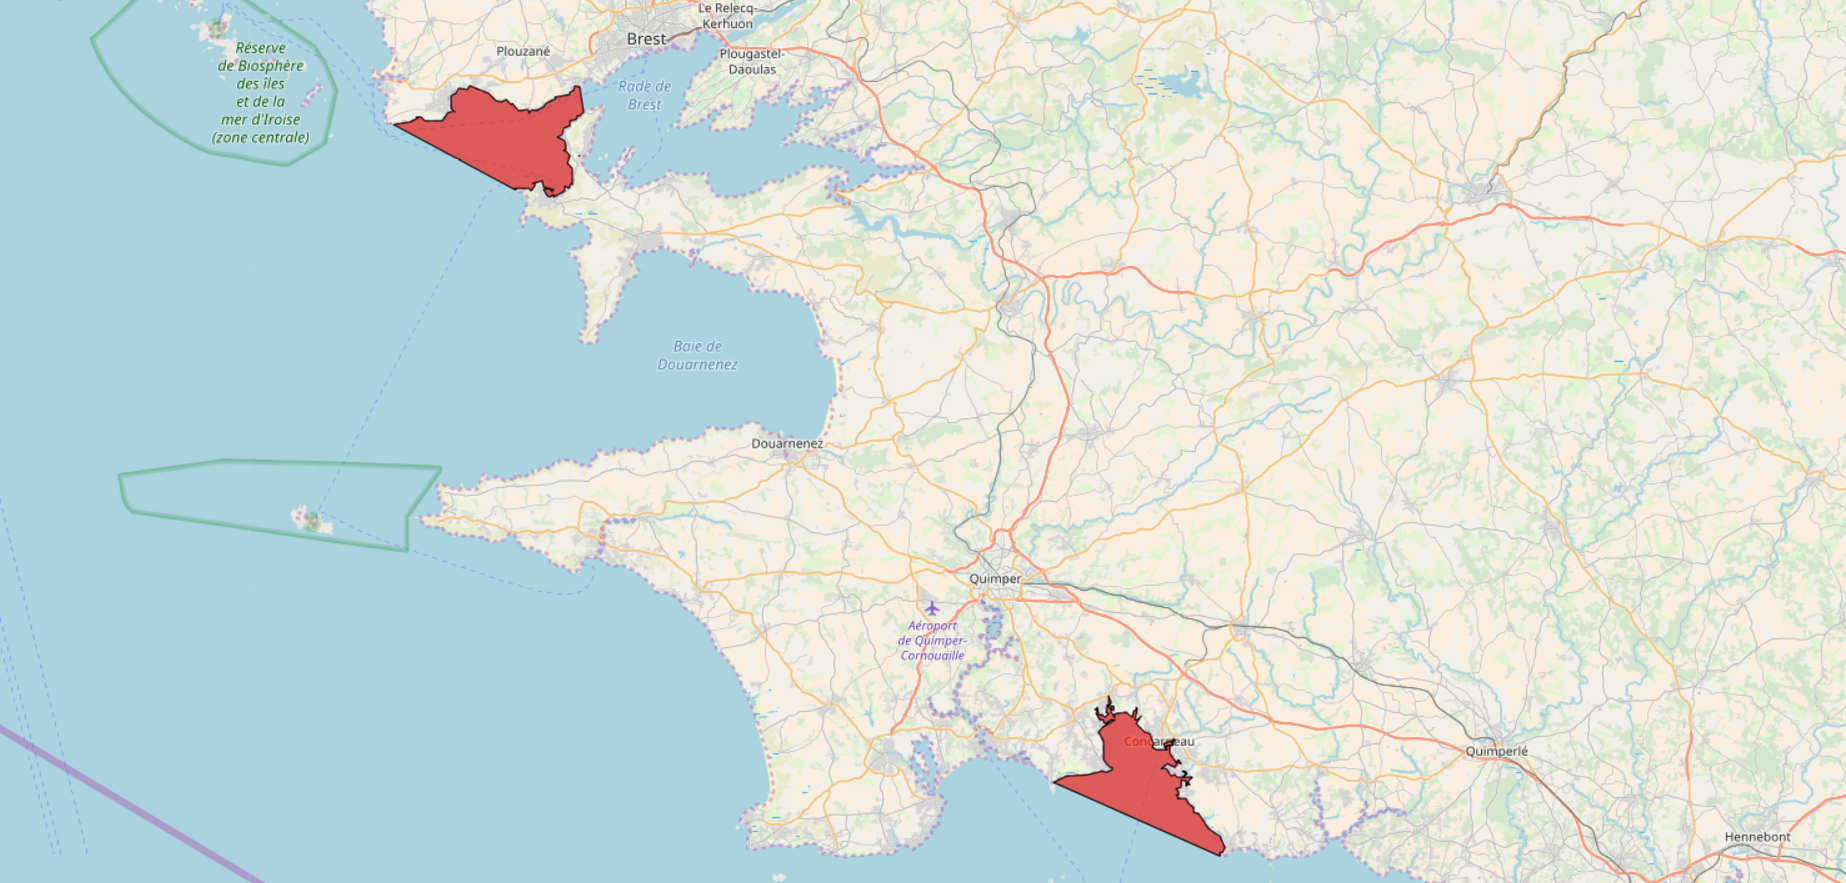 Le Relecq-
Kerhuon
Brest
Plouzané
Plougastel-
Daoulas
Réserve
de Biosphère
des îles
et de la
mer d'Iroise
(zone centrale)
Rade de
Brest
Baie de
Douarnenez
Douarnenez
Quimper
Aéroport
de Quimper-
Cornouaille
Concarneau
Quimperlé
Hennebont